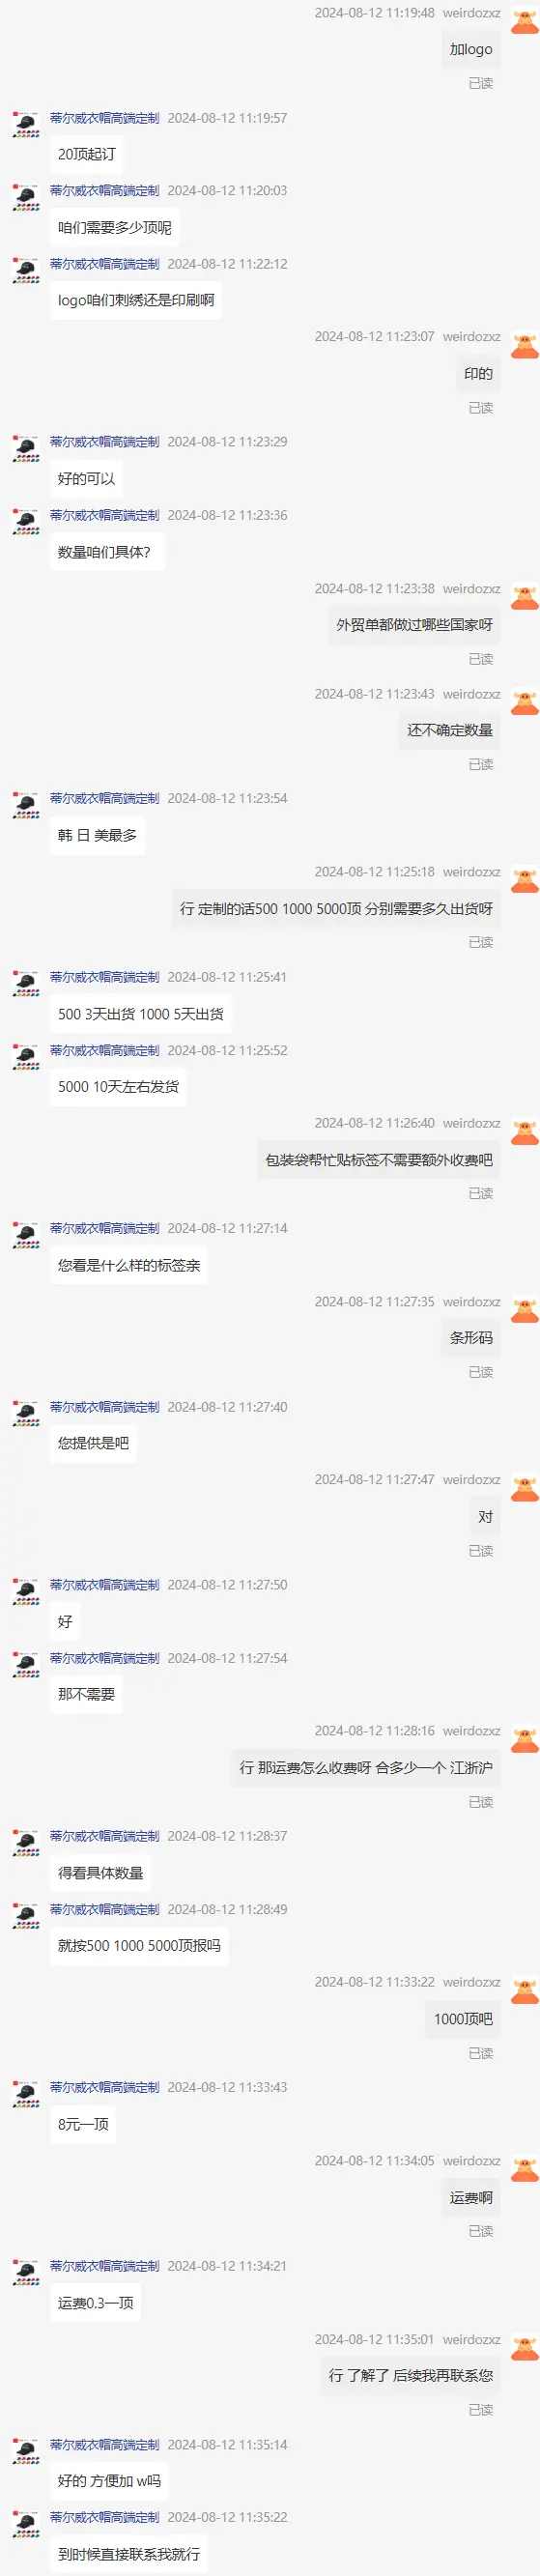 2024-08-12 11:19:48 weirdozxz
加logo
已读
蒂尔威衣帽高端定制 2024-08-12 11:19:57
20顶起订
蒂尔威衣帽高端定制 2024-08-12 11:20:03
咱们需要多少顶呢
蒂尔威衣帽高端定制 2024-08-12 11:22:12
logo咱们刺绣还是印刷啊
2024-08-12 11:23:07 weirdozxz
印的
已读
蒂尔威衣帽高端定制 2024-08-12 11:23:29
好的可以
蒂尔威衣帽高端定制 2024-08-12 11:23:36
数量咱们具体?
2024-08-12 11:23:38 weirdozxz
外贸单都做过哪些国家呀
已读
2024-08-12 11:23:43 weirdozxz
还不确定数量
已读
蒂尔威衣帽高端定制 2024-08-12 11:23:54
韩 日 美最多
2024-08-12 11:25:18 weirdozxz
行 定制的话500 1000 5000顶 分别需要多久出货呀
已读
蒂尔威衣帽高端定制 2024-08-12 11:25:41
500 3天出货 1000 5天出货
蒂尔威衣帽高端定制 2024-08-12 11:25:52
5000 10天左右发货
2024-08-12 11:26:40 weirdozxz
包装袋帮忙贴标签不需要额外收费吧
已读
蒂尔威衣帽高端定制 2024-08-12 11:27:14
您看是什么样的标签亲
2024-08-12 11:27:35 weirdozxz
条形码
已读
蒂尔威衣帽高端定制 2024-08-12 11:27:40
您提供是吧
2024-08-12 11:27:47 weirdozxz
对
已读
蒂尔威衣帽高端定制 2024-08-12 11:27:50
好
蒂尔威衣帽高端定制 2024-08-12 11:27:54
那不需要
2024-08-12 11:28:16 weirdozxz
行 那运费怎么收费呀 合多少一个 江浙沪
已读
蒂尔威衣帽高端定制 2024-08-12 11:28:37
得看具体数量
蒂尔威衣帽高端定制 2024-08-12 11:28:49
就按500 1000 5000顶报吗
2024-08-12 11:33:22 weirdozxz
1000顶吧
已读
蒂尔威衣帽高端定制 2024-08-12 11:33:43
8元一顶
2024-08-12 11:34:05 weirdozxz
运费啊
已读
蒂尔威衣帽高端定制 2024-08-12 11:34:21
运费0.3一顶
2024-08-12 11:35:01 weirdozxz
行 了解了 后续我再联系您
已读
蒂尔威衣帽高端定制 2024-08-12 11:35:14
好的 方便加 w吗
蒂尔威衣帽高端定制 2024-08-12 11:35:22
到时候直接联系我就行